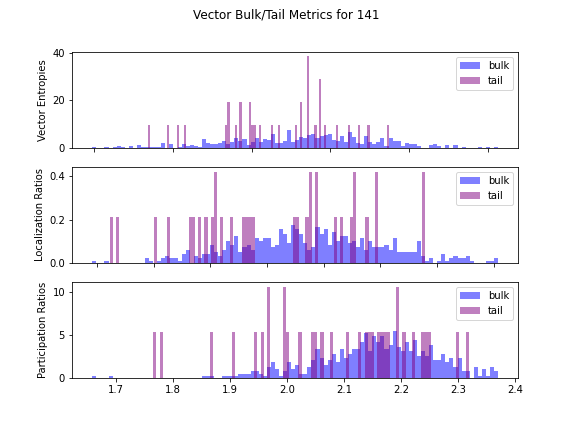 Vector Bulk/Tail Metrics for 141
40
20
0
Vector Entropies
bulk
tail
0.4
0.2
0.0
Localization Ratios
bulk
tail
10
5
0
Participation Ratios
bulk
tail
1.7 1.8 1.9 2.0 2.1 2.2 2.3 2.4